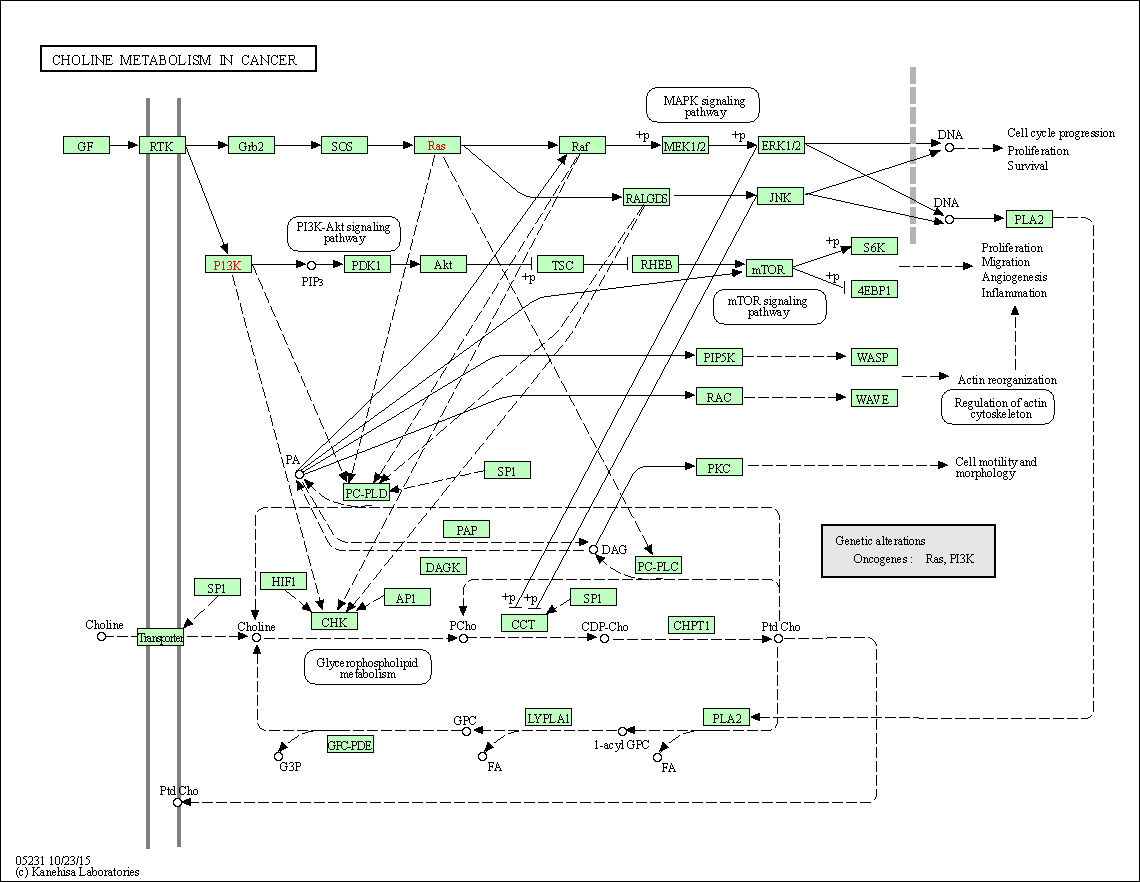 CHOLINE METABOLISM IN CANCER
MAPK signaling
pathway
GF
RTK
Grb2
SOS
Ras
Raf
+p
MEK1/2
+p
ERK1/2
DNA
Cell cycle progression
Proliferation
Survival
RALGDS
JNK
DNA
PLA2
PI3K-Akt signaling
pathway
P13K
PIP3
PDK1
Akt
+p
TSC
RHEB
mTOR
+p
S6K
+p
4EBP1
Proliferation
Migration
Angiogenesis
Inflammation
mTOR signaling
pathway
PIP5K
WASP
RAC
WAVE
Actin reorganization
Regulation of actin
cytoskeleton
PA
SP1
PC-PLD
PKC
Cell motility and
morphology
PAP
DAG
DAGK
PC-PLC
Genetic alterations
Oncogenes : Ras, PI3K
SP1
HIF1
AP1
+p
+p
SP1
Choline
Transporter
Choline
CHK
PCho
CCT
CDP-Cho
CHPT1
Ptd Cho
Glycerophospholipid
metabolism
GPC
LYPLA1
PLA2
GPC-PDE
1-acyl GPC
G3P
FA
FA
Ptd Cho
05231 10/23/15
(c) Kanehisa Laboratories